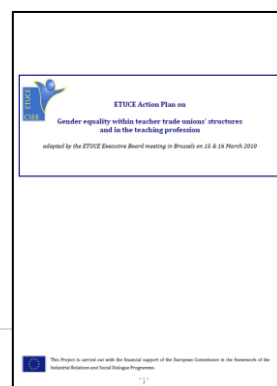 ETUCE
CSEE
ETUCE Action Plan on
Gender equality within teacher trade unions' structures
and in the teaching profession
adopted by the ETUCE Executive Board meeting in Brussels on 15 & 16 March 2010
This Project is carried out with the financial support of the European Commission in the framework of the
Industrial Relations and Social Dialogue Programme.